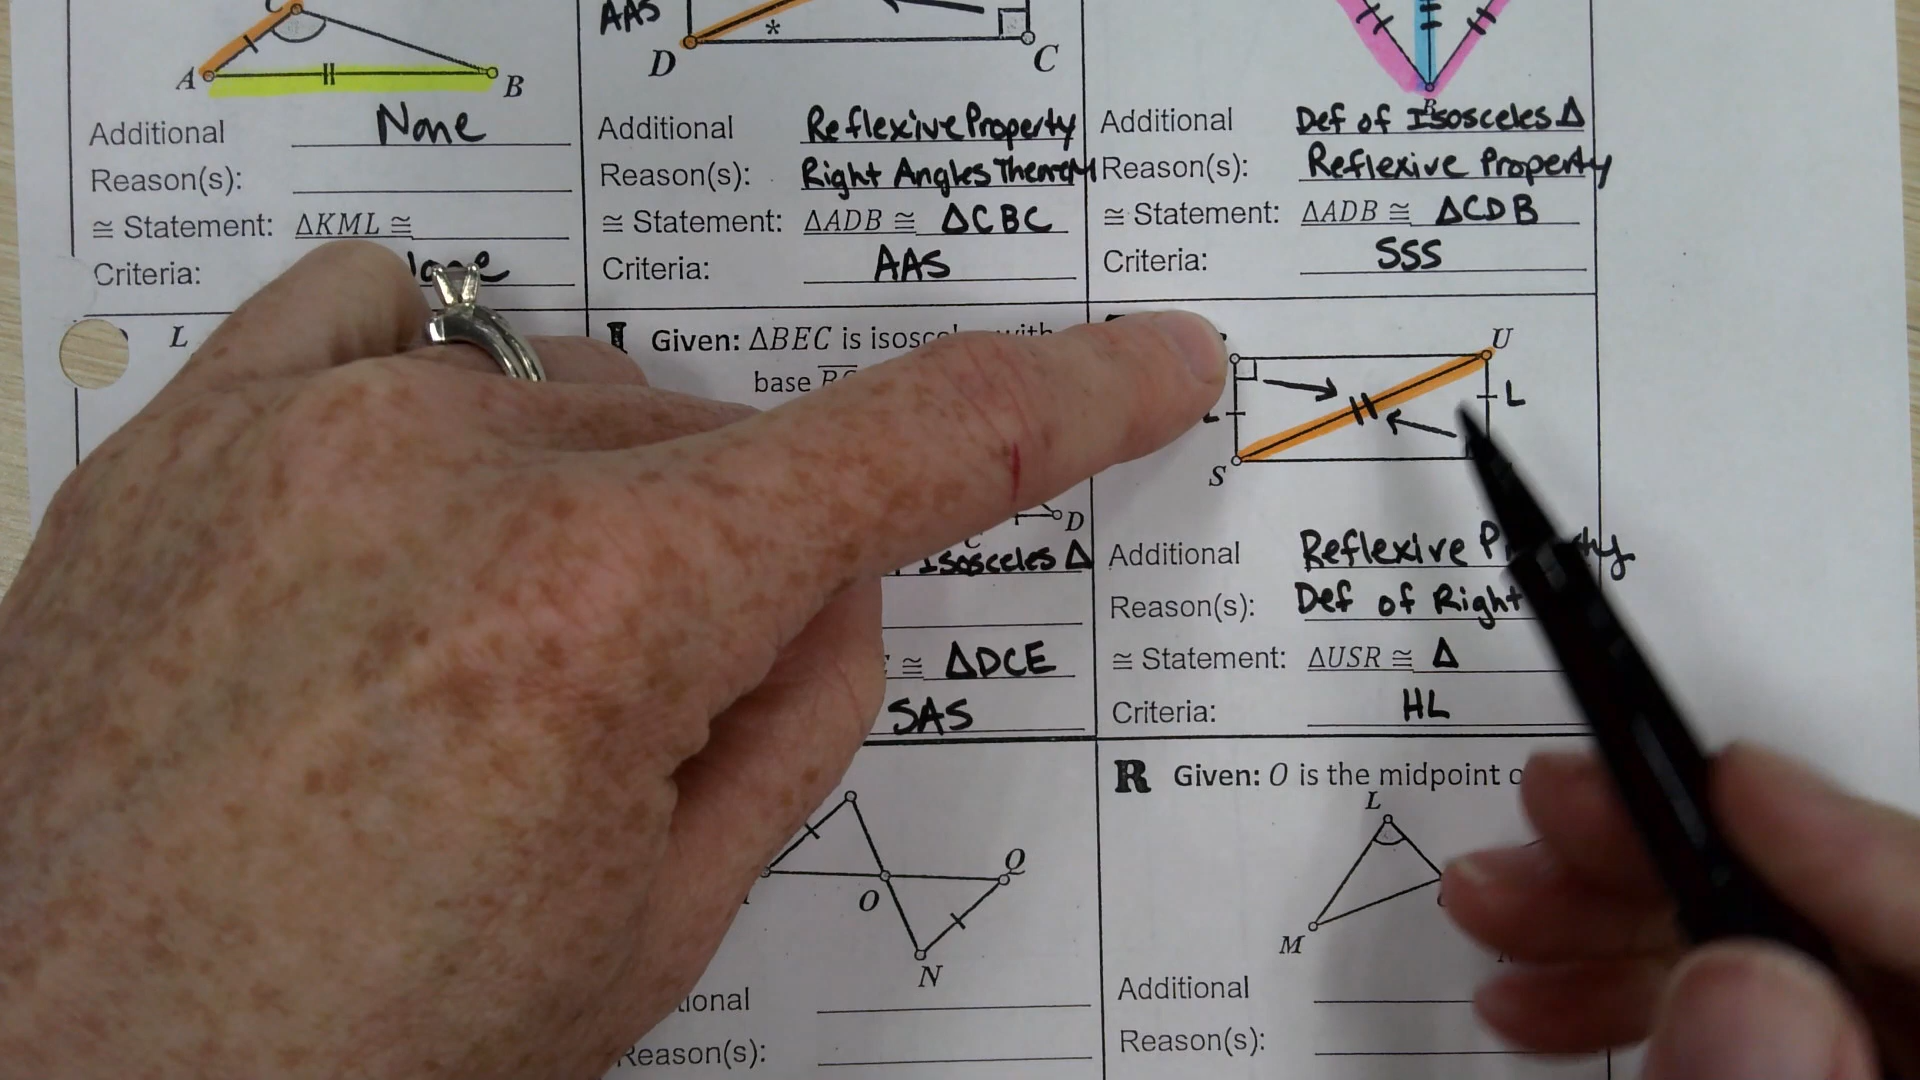 C
A
B
Additional None
Reason(s):
≅ Statement: ΔKML ≅
Criteria:
AAS
*
D
C
Additional Reflexive Property
Reason(s): Right Angles Theorem
≅ Statement: ΔADB ≅ ΔCBC
Criteria: AAS
B
Additional Def of Isosceles Δ
Reason(s): Reflexive Property
≅ Statement: ΔADB ≅ ΔCDB
Criteria: SSS
L
I Given: ΔBEC is
base
D
C
Isosceles Δ
≅ ΔDCE
SAS
U
L
S
Additional Reflexive
Reason(s): Def of Right
≅ Statement: ΔUSR ≅ Δ
Criteria: HL
O
Q
N
Reason(s):
R Given: O is the midpoint
L
M
Additional
Reason(s):